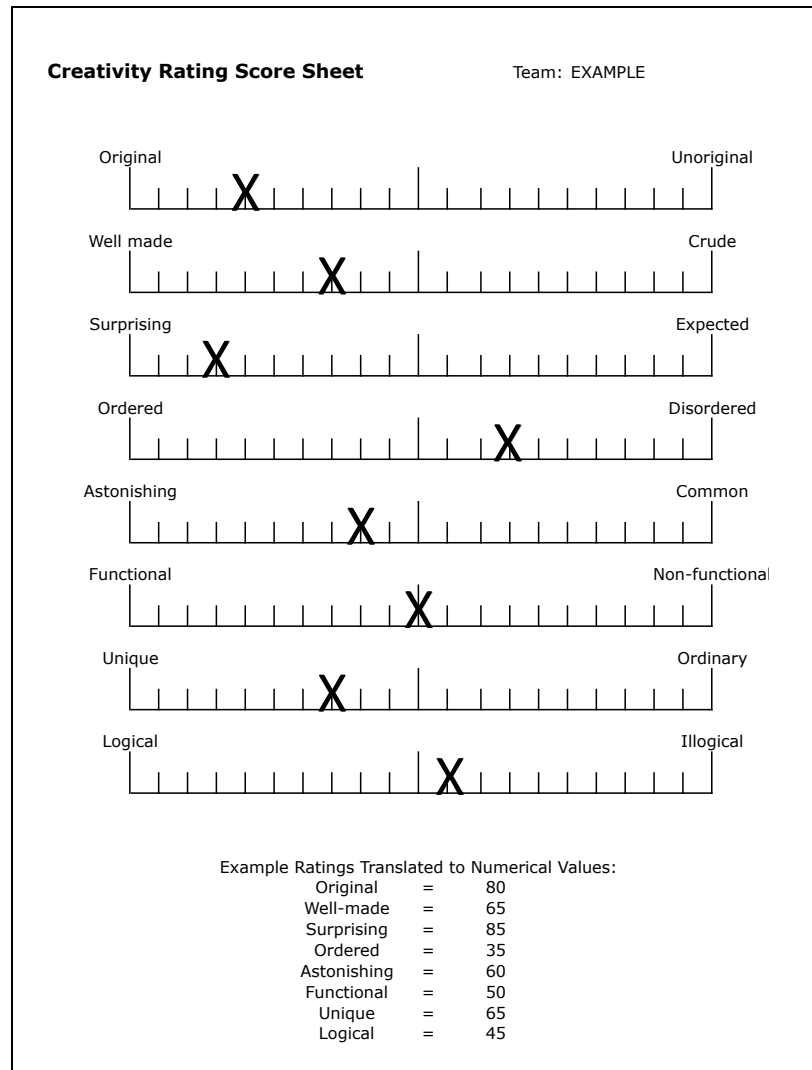 Creativity Rating Score Sheet Team: EXAMPLE
Original Unoriginal
X
Well made Crude
X
Surprising Expected
X
Ordered Disordered
X
Astonishing Common
X
Functional Non-functional
X
Unique Ordinary
X
Logical Illogical
X
Example Ratings Translated to Numerical Values:
Original = 80
Well-made = 65
Surprising = 85
Ordered = 35
Astonishing = 60
Functional = 50
Unique = 65
Logical = 45